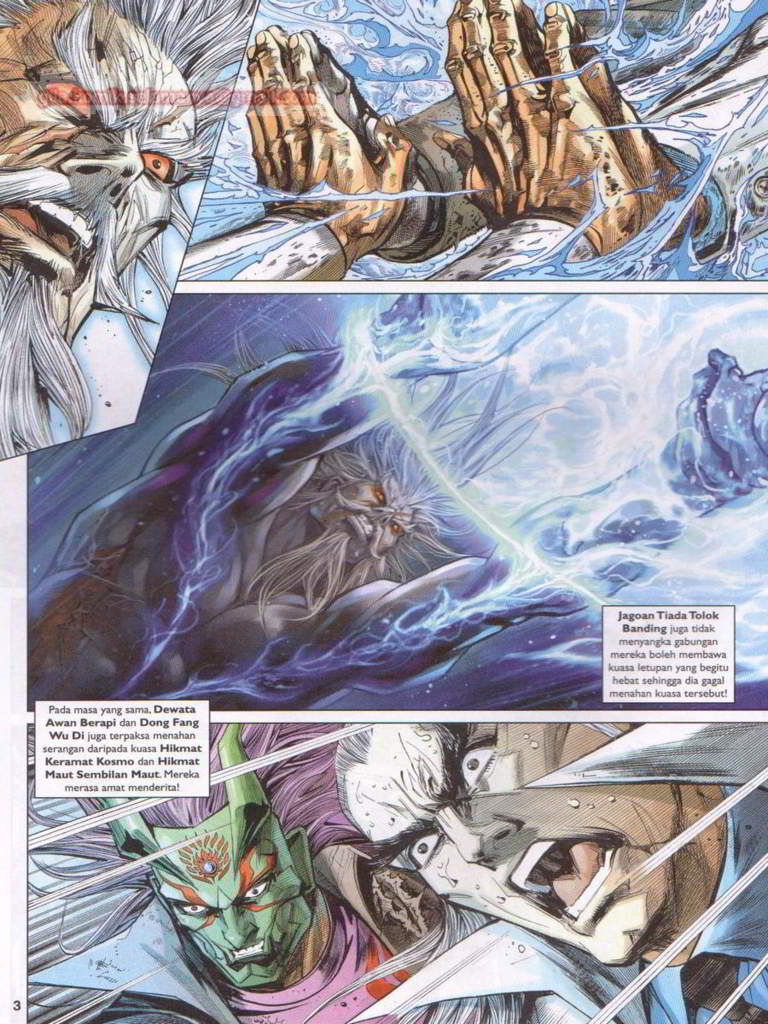 Jagoan Tiada Tolok
Banding juga tidak
menyangka gabungan
mereka boleh membawa
kuasa letupan yang begitu
hebat sehingga dia gagal
menahan kuasa tersebut!
Pada masa yang sama, Dewata
Awan Berapi dan Dong Fang
Wu Di juga terpaksa menahan
serangan daripada kuasa Hikmat
Keramat Kosmo dan Hikmat
Maut Sembilan Maut. Mereka
merasa amat menderita!
3